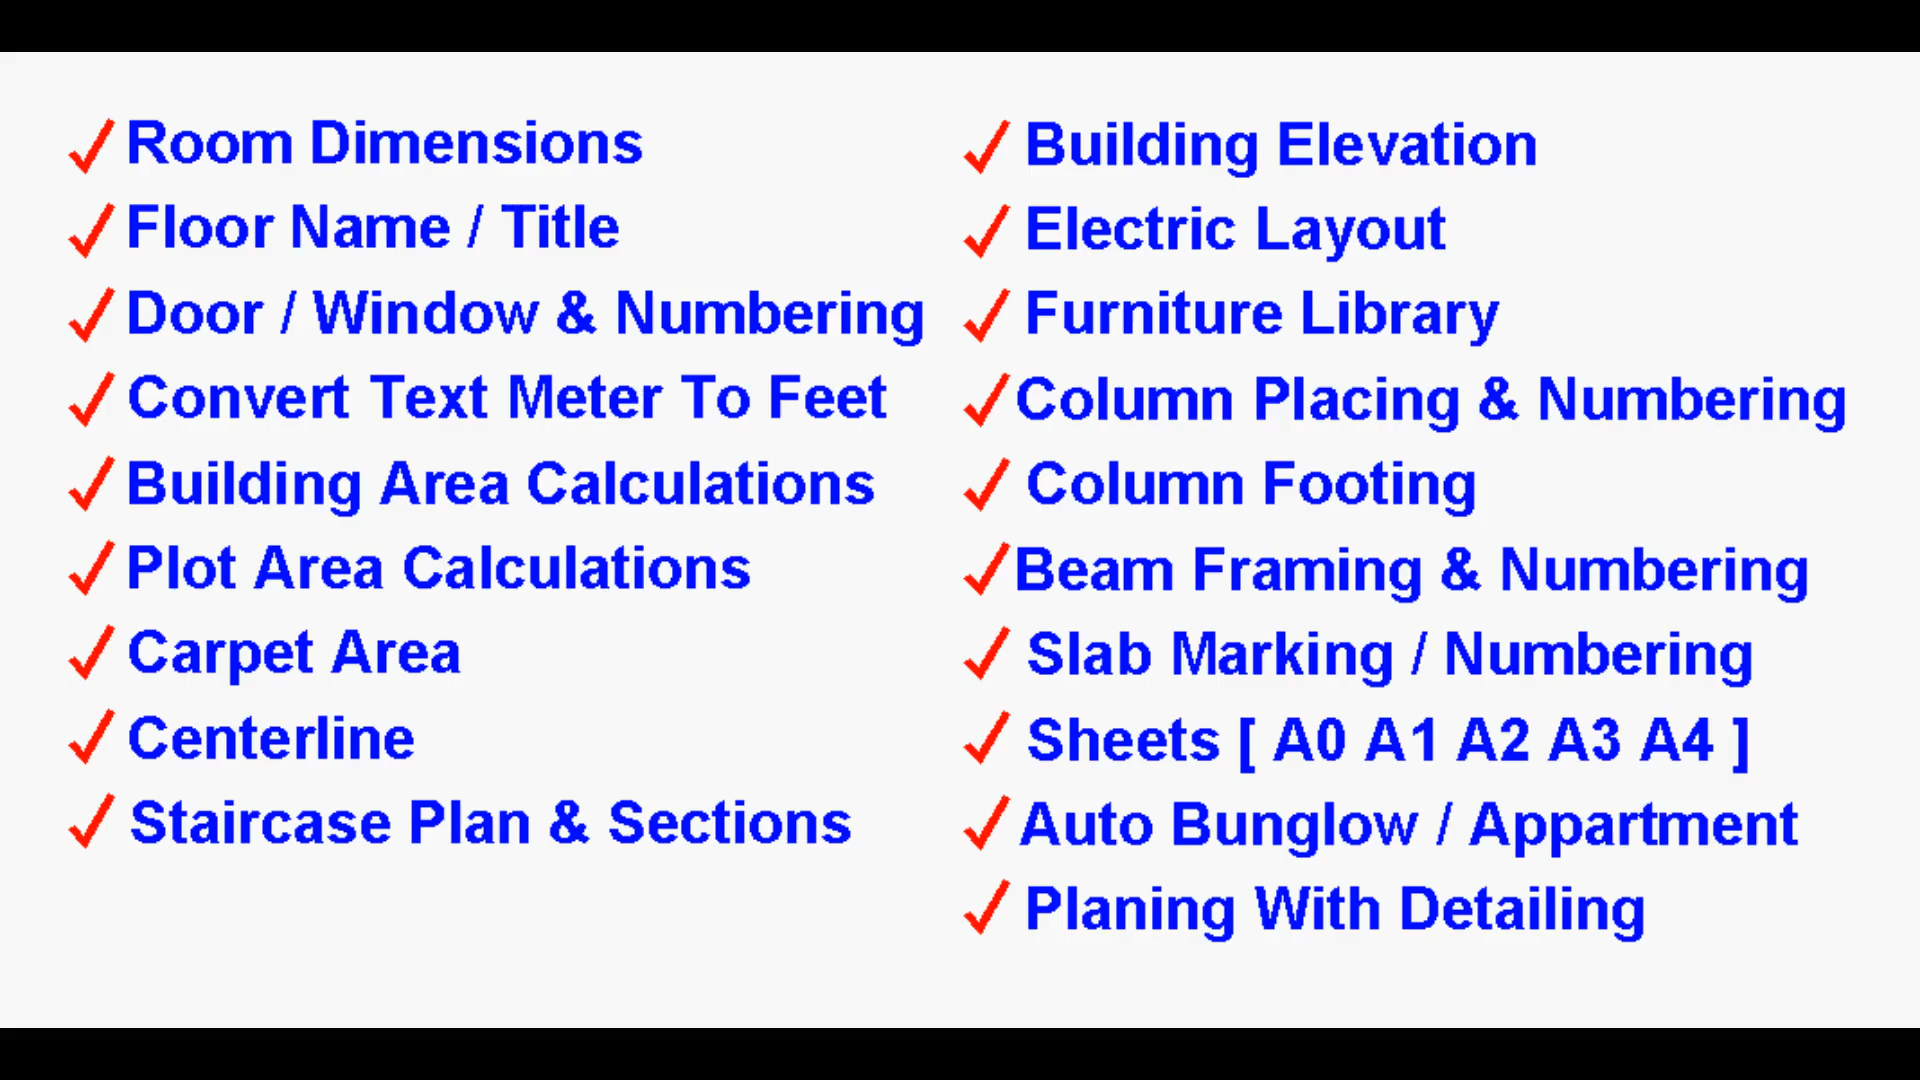 Room Dimensions
Floor Name / Title
Door / Window & Numbering
Convert Text Meter To Feet
Building Area Calculations
Plot Area Calculations
Carpet Area
Centerline
Staircase Plan & Sections
Building Elevation
Electric Layout
Furniture Library
Column Placing & Numbering
Column Footing
Beam Framing & Numbering
Slab Marking / Numbering
Sheets [ A0 A1 A2 A3 A4 ]
Auto Bunglow / Appartment
Planing With Detailing